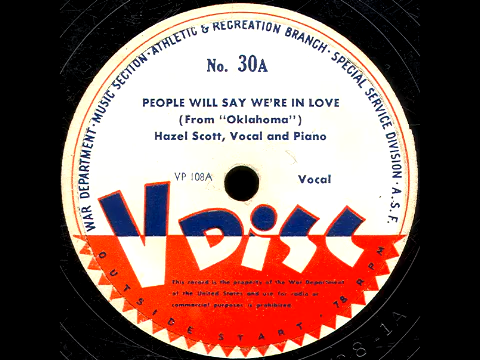 WAR DEPARTMENT · MUSIC SECTION · ATHLETIC & RECREATION BRANCH · SPECIAL SERVICE DIVISION · A.S.F.
No. 30A
PEOPLE WILL SAY WE'RE IN LOVE
(From "Oklahoma")
Hazel Scott, Vocal and Piano
VP 108A Vocal
V DiSC
This record is the property of the War Department
of the United States and use for radio or
commercial purposes is prohibited
OUTSIDE START · 78 RPM
8 · 1A